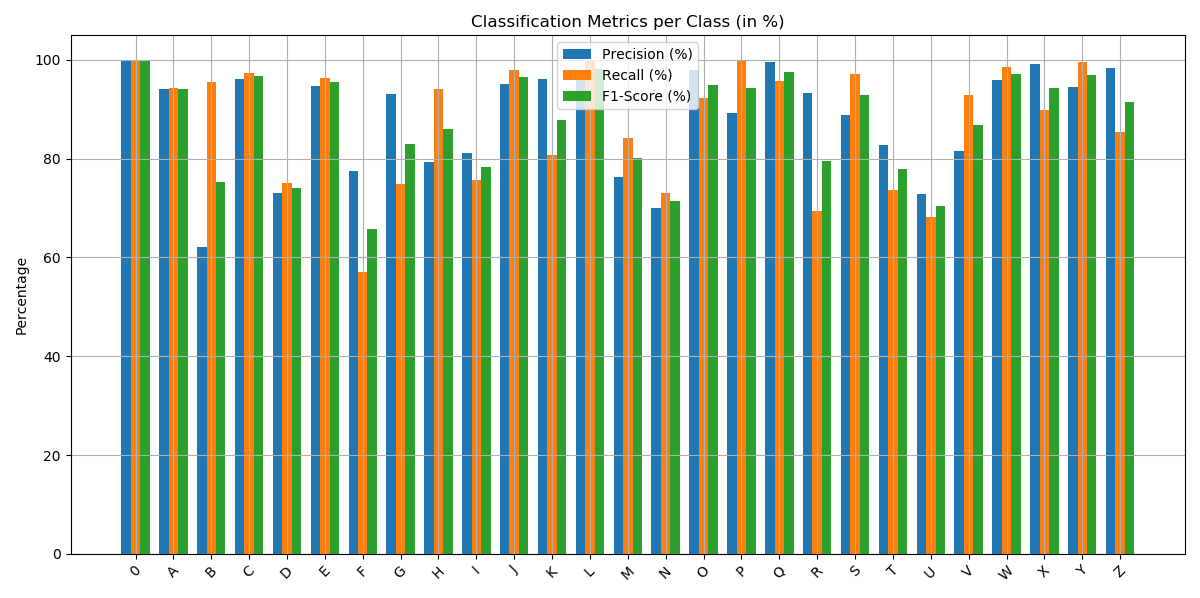 Classification Metrics per Class (in %)
Precision (%)
Recall (%)
F1-Score (%)
Percentage
100
80
60
40
20
0
0 A B C D E F G H I J K L M N O P Q R S T U V W X Y Z